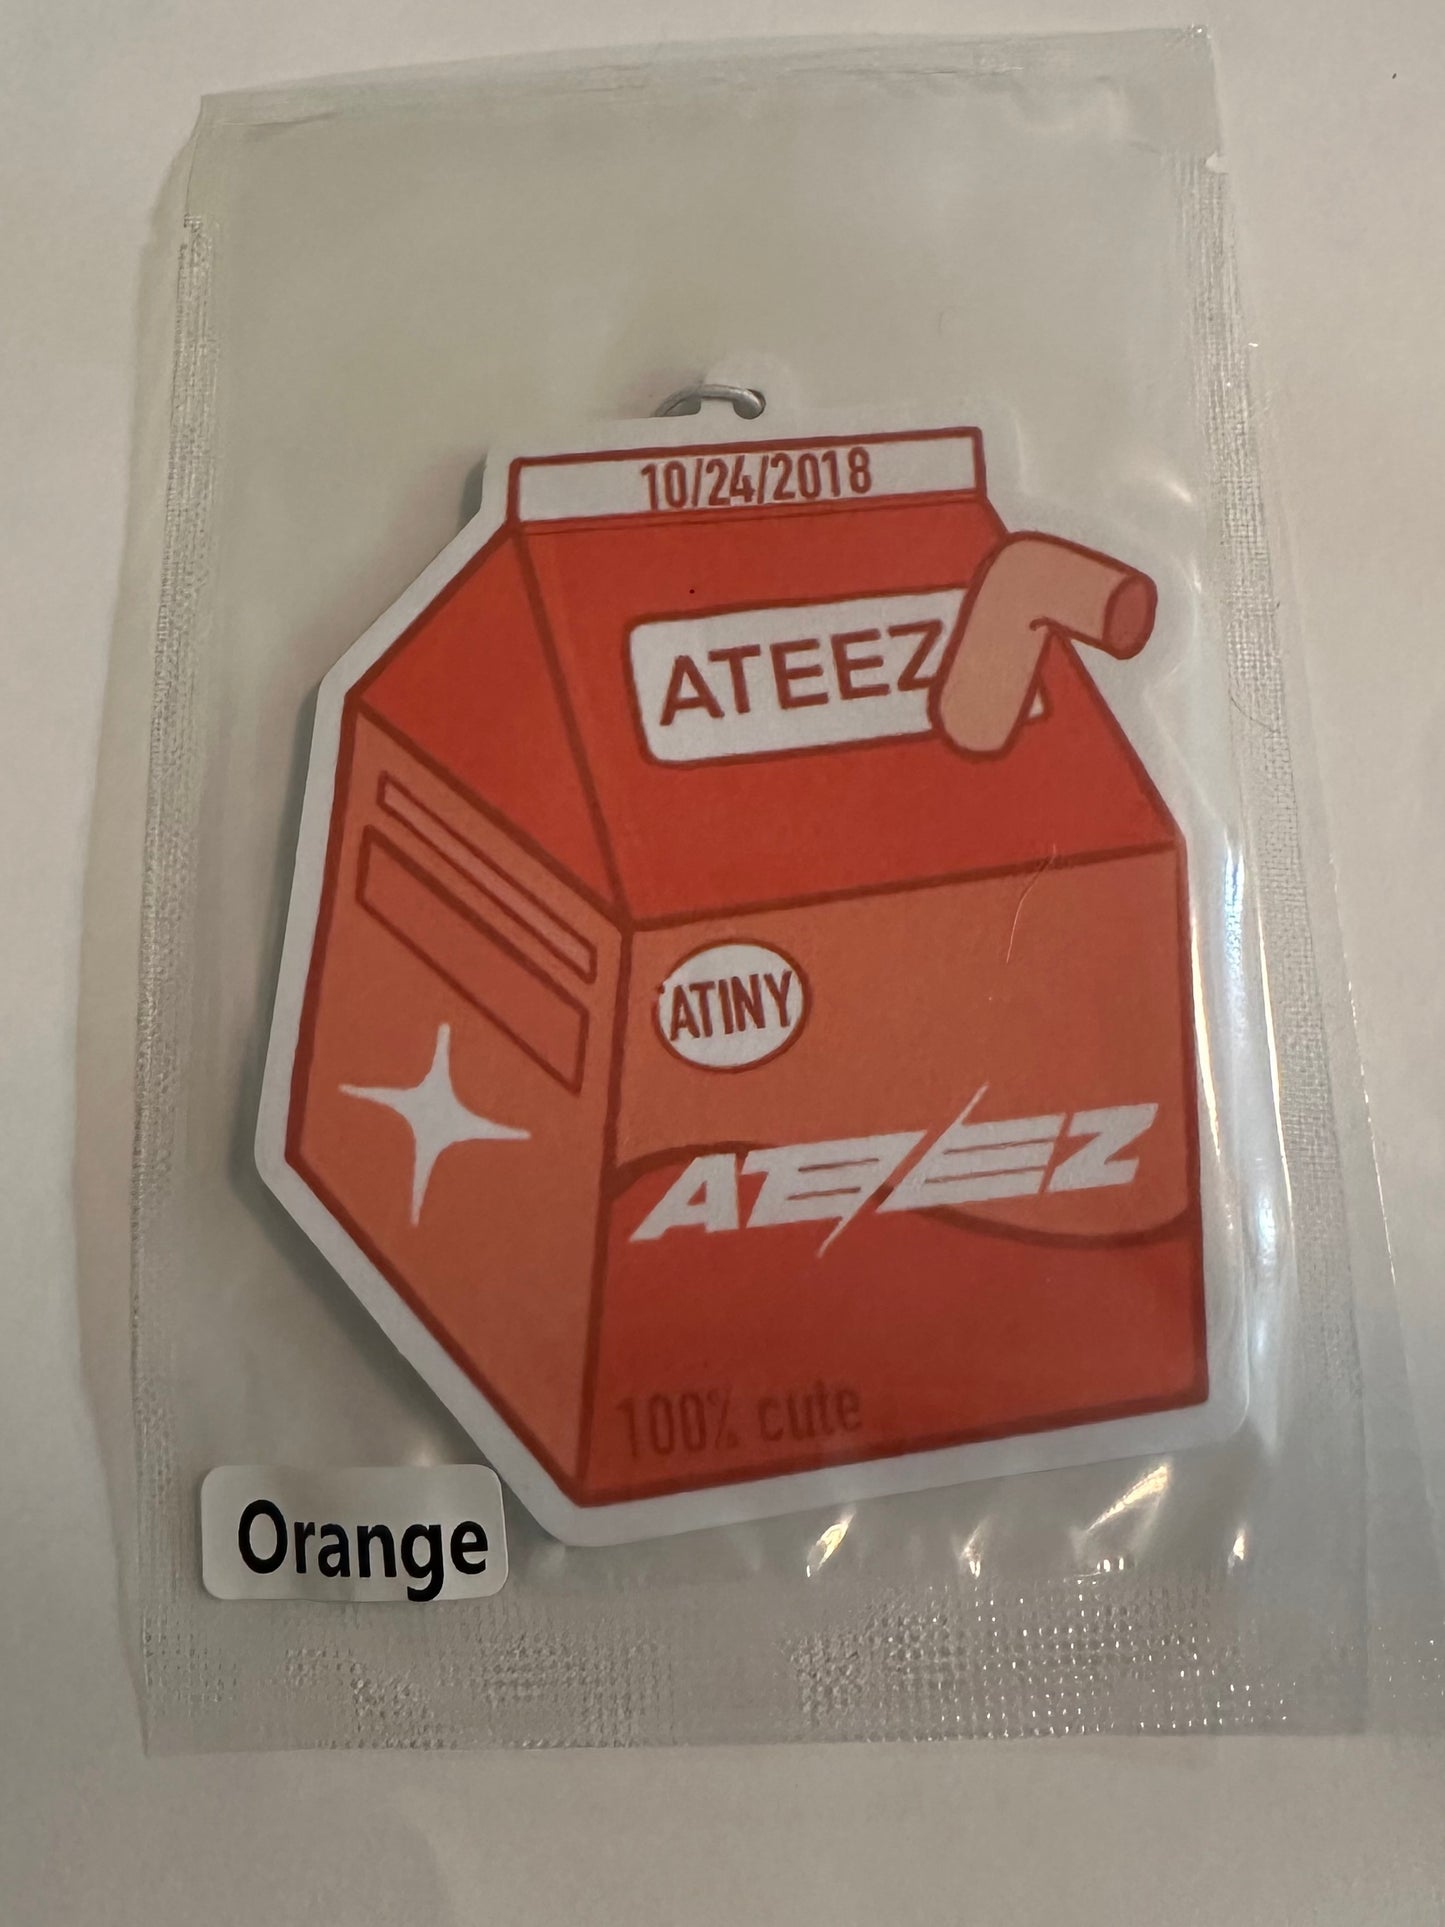 10/24/2018
ATEEZ
ATINY
ATEEZ
100% cute
Orange